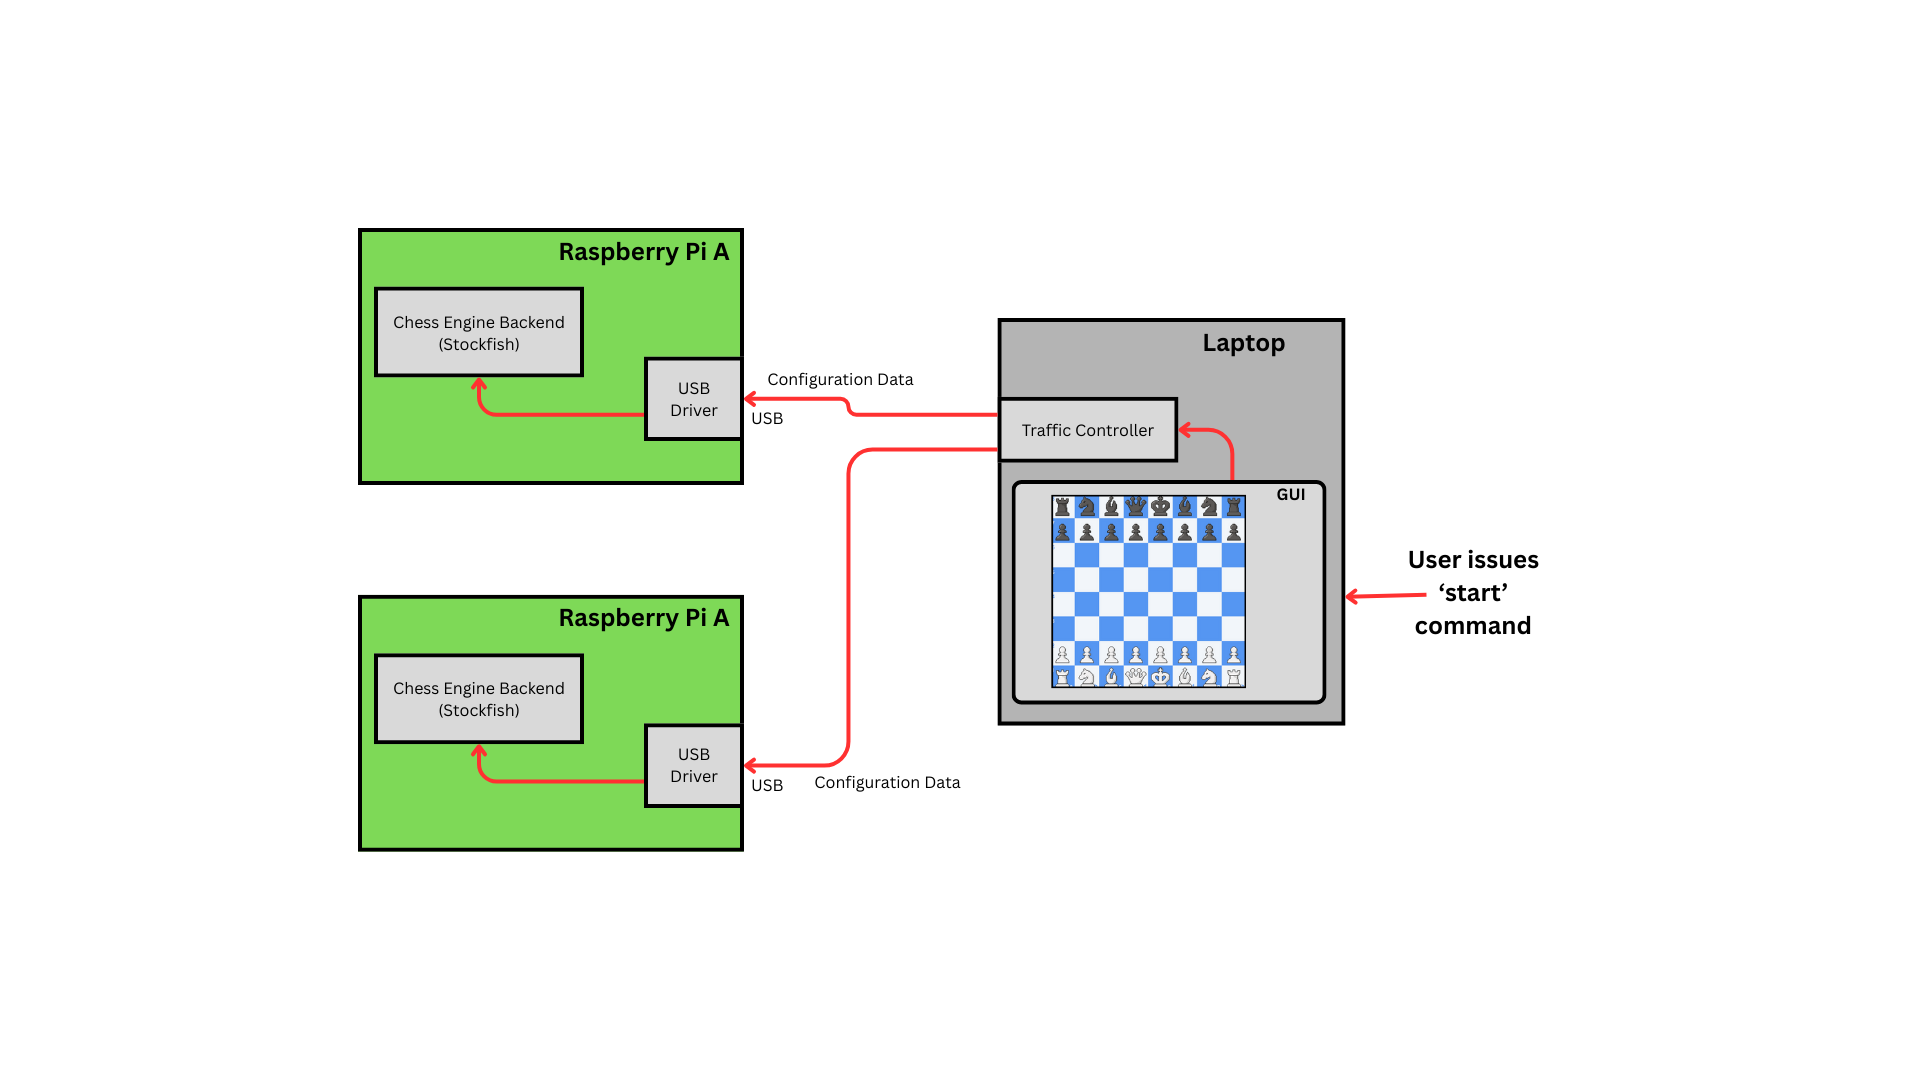 Raspberry Pi A
Chess Engine Backend
(Stockfish)
USB
Driver
Configuration Data
USB
Laptop
Traffic Controller
GUI
User issues
‘start’
command
Raspberry Pi A
Chess Engine Backend
(Stockfish)
USB
Driver
USB
Configuration Data